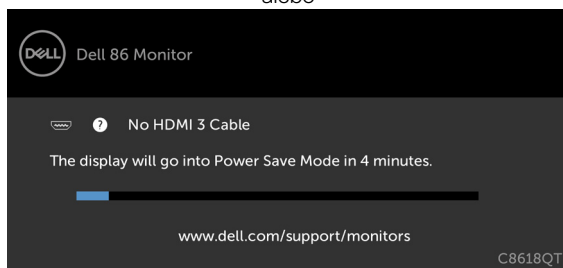 alebo
DELL Dell 86 Monitor
? No HDMI 3 Cable
The display will go into Power Save Mode in 4 minutes.
www.dell.com/support/monitors
C8618QT